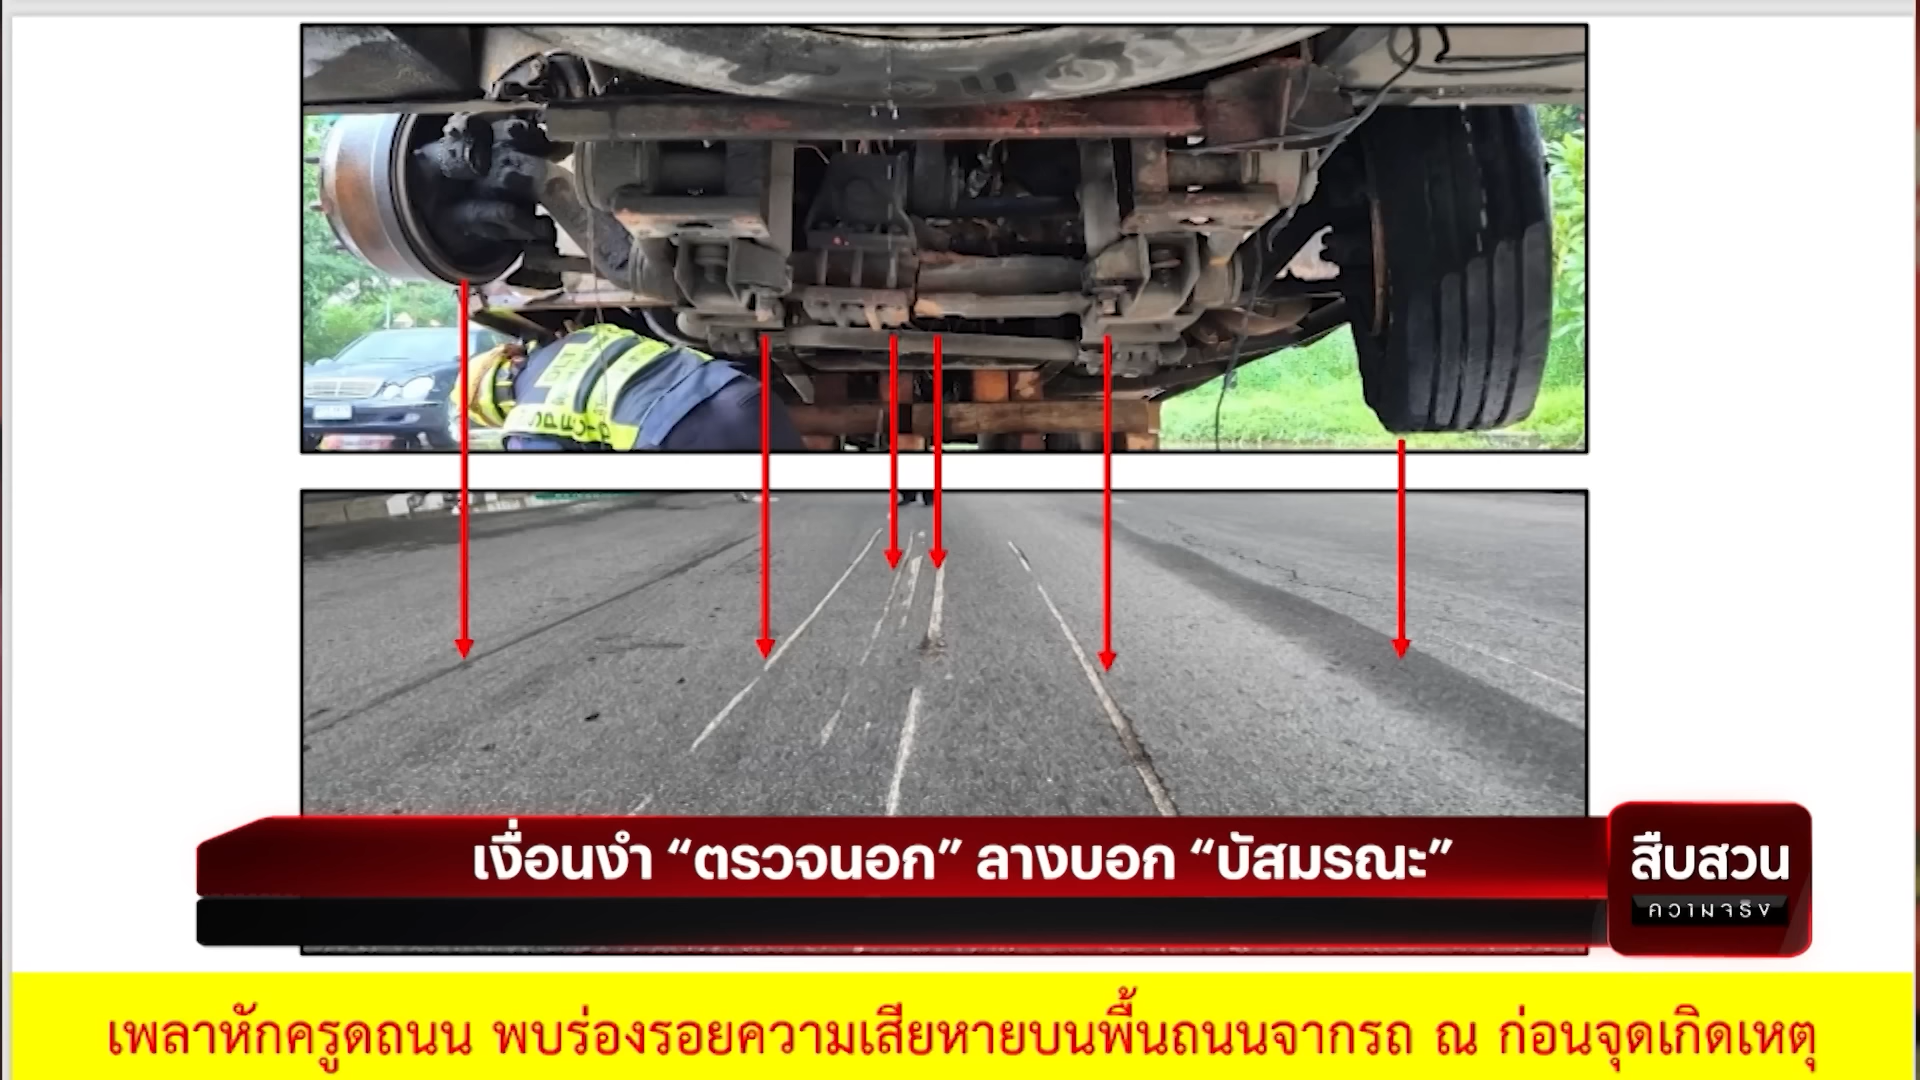 เงื่อนงำ “ตรวจนอก” ลางบอก “บัสมรณะ”
สืบสวน
ความจริง
เพลาหักครูดถนน พบร่องรอยความเสียหายบนพื้นถนนจากรถ ณ ก่อนจุดเกิดเหตุ